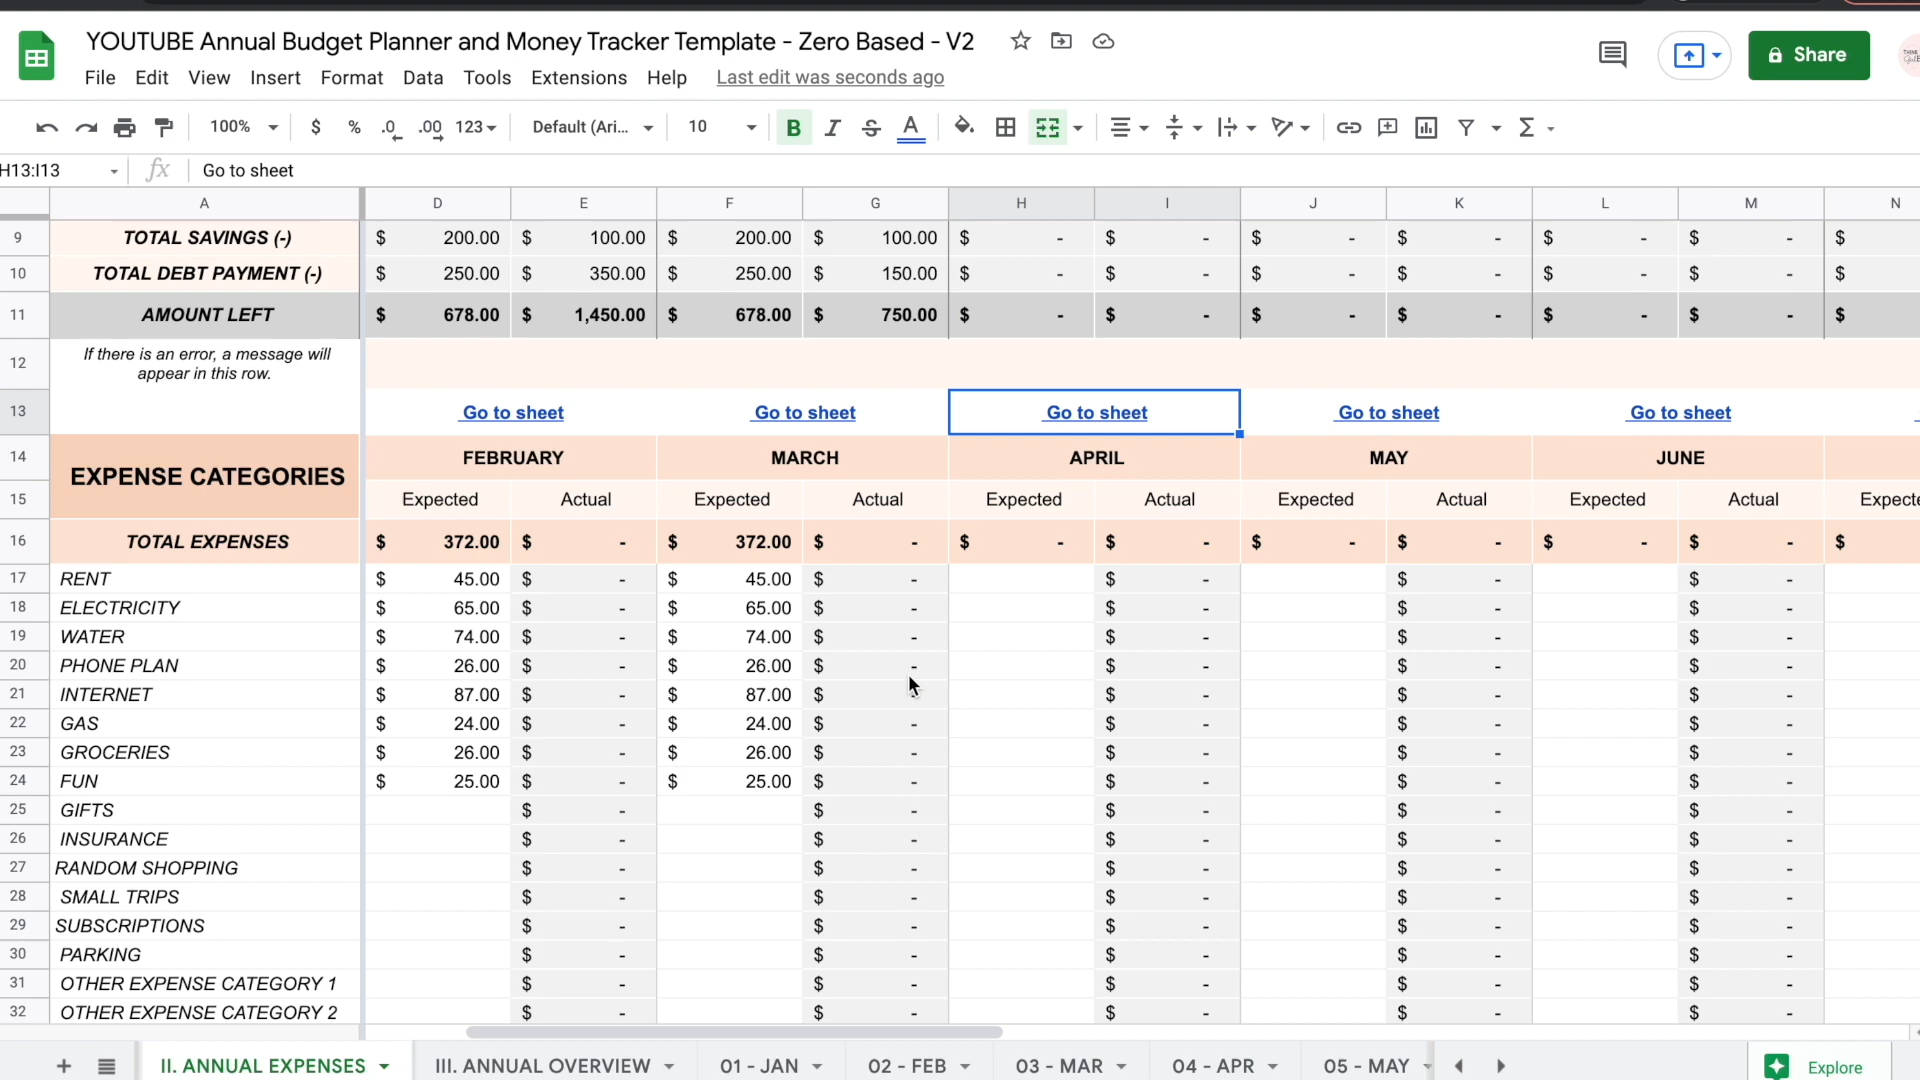 YOUTUBE Annual Budget Planner and Money Tracker Template - Zero Based - V2
File Edit View Insert Format Data Tools Extensions Help Last edit was seconds ago
Share
100% $ % .0 .00 123 Default (Ari... 10 B I S A Σ
H13:I13 fx Go to sheet
A D E F G H I J K L M N
9 TOTAL SAVINGS (-) $ 200.00 $ 100.00 $ 200.00 $ 100.00 $ - $ - $ - $ - $ - $ - $
10 TOTAL DEBT PAYMENT (-) $ 250.00 $ 350.00 $ 250.00 $ 150.00 $ - $ - $ - $ - $ - $ - $
11 AMOUNT LEFT $ 678.00 $ 1,450.00 $ 678.00 $ 750.00 $ - $ - $ - $ - $ - $ - $
12 If there is an error, a message will
appear in this row.
13 Go to sheet Go to sheet Go to sheet Go to sheet Go to sheet
14 EXPENSE CATEGORIES FEBRUARY MARCH APRIL MAY JUNE
15 Expected Actual Expected Actual Expected Actual Expected Actual Expected Actual Expecte
16 TOTAL EXPENSES $ 372.00 $ - $ 372.00 $ - $ - $ - $ - $ - $ - $ - $
17 RENT $ 45.00 $ - $ 45.00 $ - $ - $ - $ -
18 ELECTRICITY $ 65.00 $ - $ 65.00 $ - $ - $ - $ -
19 WATER $ 74.00 $ - $ 74.00 $ - $ - $ - $ -
20 PHONE PLAN $ 26.00 $ - $ 26.00 $ - $ - $ - $ -
21 INTERNET $ 87.00 $ - $ 87.00 $ - $ - $ - $ -
22 GAS $ 24.00 $ - $ 24.00 $ - $ - $ - $ -
23 GROCERIES $ 26.00 $ - $ 26.00 $ - $ - $ - $ -
24 FUN $ 25.00 $ - $ 25.00 $ - $ - $ - $ -
25 GIFTS $ - $ - $ - $ - $ -
26 INSURANCE $ - $ - $ - $ - $ -
27 RANDOM SHOPPING $ - $ - $ - $ - $ -
28 SMALL TRIPS $ - $ - $ - $ - $ -
29 SUBSCRIPTIONS $ - $ - $ - $ - $ -
30 PARKING $ - $ - $ - $ - $ -
31 OTHER EXPENSE CATEGORY 1 $ - $ - $ - $ - $ -
32 OTHER EXPENSE CATEGORY 2 $ - $ - $ - $ - $ -
+ II. ANNUAL EXPENSES III. ANNUAL OVERVIEW 01 - JAN 02 - FEB 03 - MAR 04 - APR 05 - MAY Explore